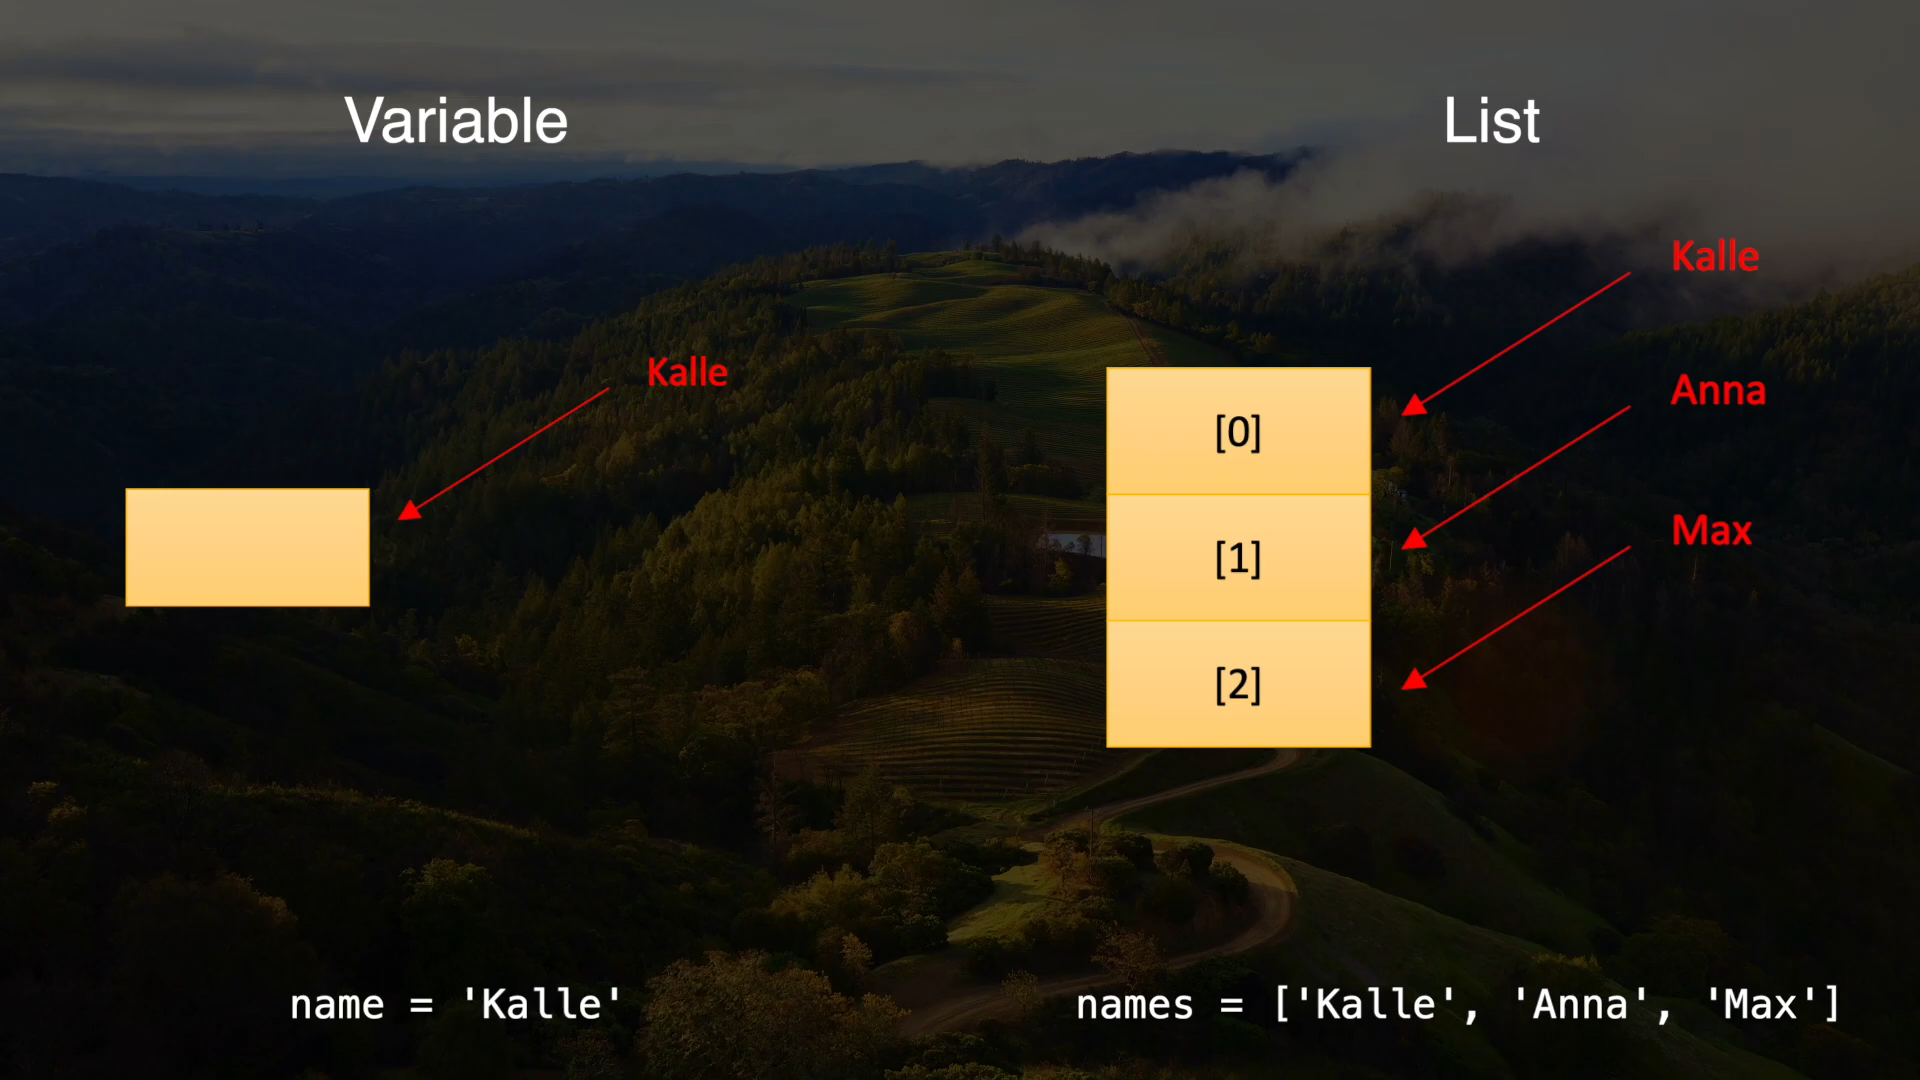 Variable
Kalle
name = 'Kalle'
List
Kalle
Anna
Max
[0]
[1]
[2]
names = ['Kalle', 'Anna', 'Max']